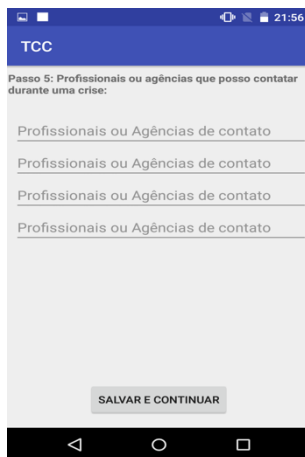 21:56
TCC
Passo 5: Profissionais ou agências que posso contatar
durante uma crise:
Profissionais ou Agências de contato
Profissionais ou Agências de contato
Profissionais ou Agências de contato
Profissionais ou Agências de contato
SALVAR E CONTINUAR